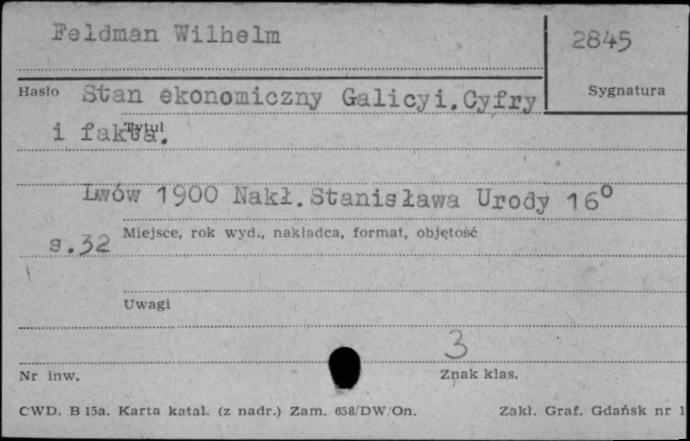 Feldman Wilhelm
2845
Hasło Stan ekonomiczny Galicyi.Cyfry
Sygnatura
i fakta.
Tytuł
Lwów 1900 Nakł.Stanisława Urody 16°
Miejsce, rok wyd., nakładca, format, objętość
s.32
Uwagi
3
Nr inw.
Znak klas.
CWD. B 15a. Karta katal. (z nadr.) Zam. 658/DW/On.
Zakł. Graf. Gdańsk nr 1